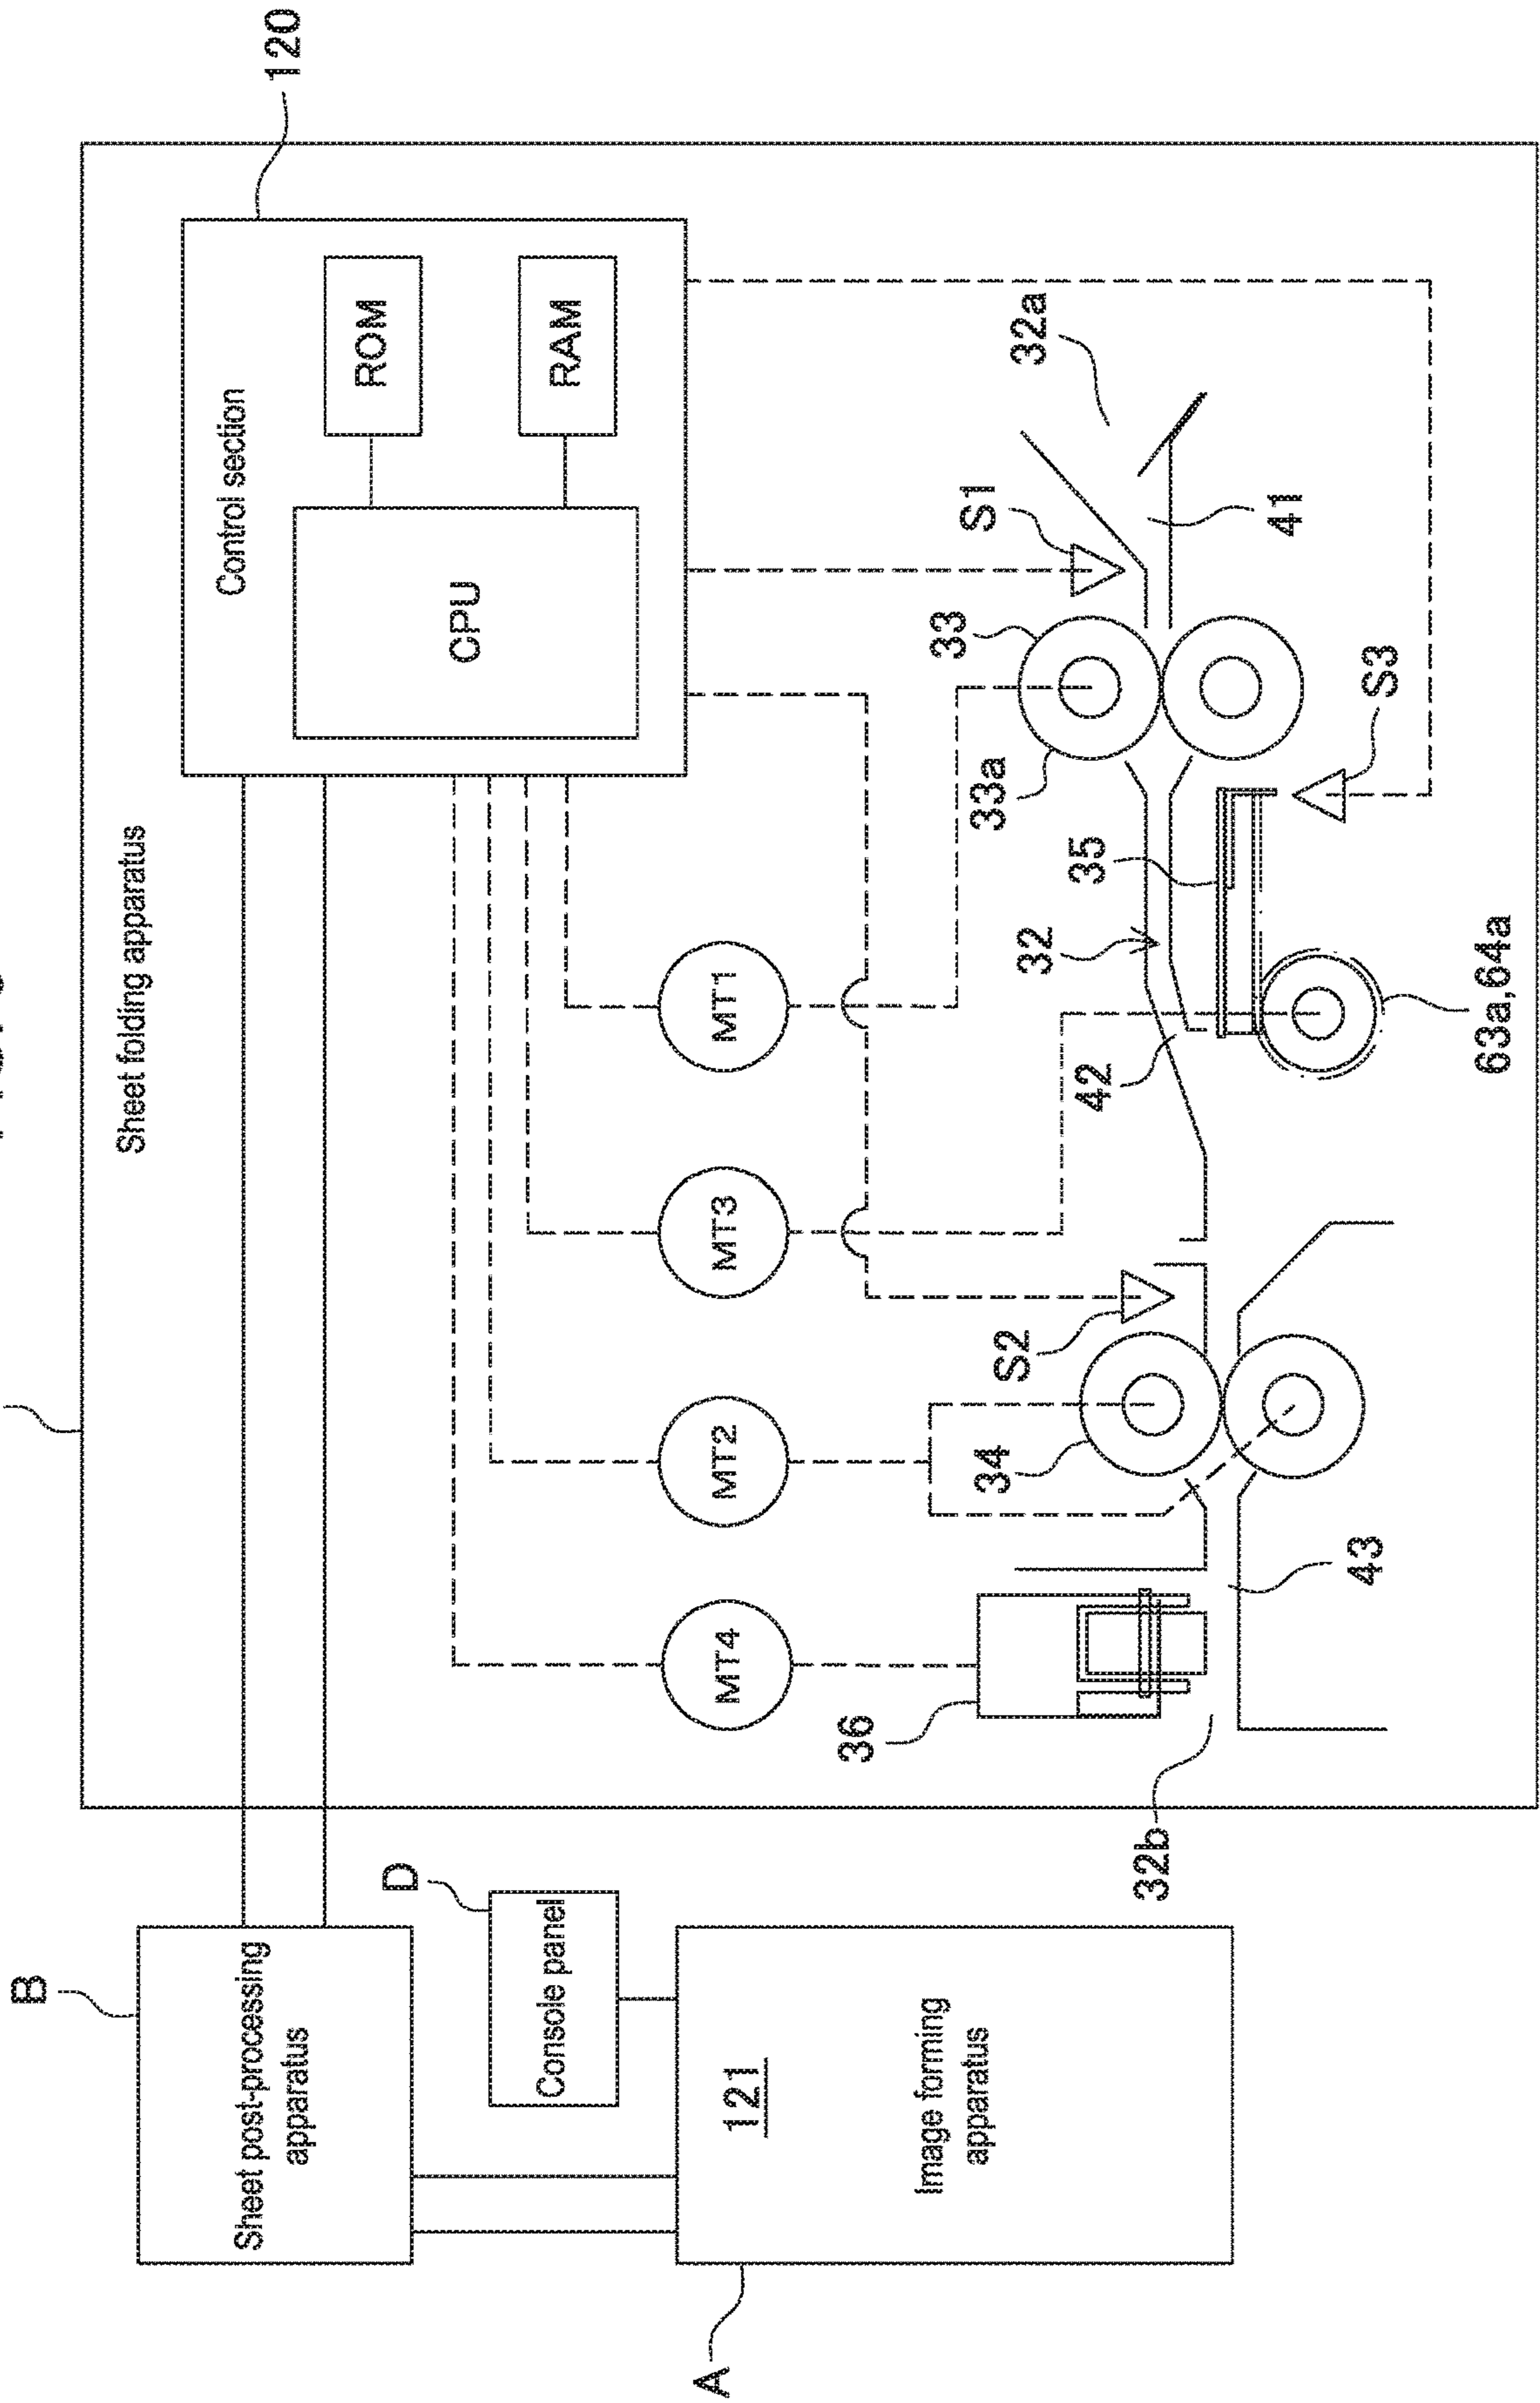 Sheet folding apparatus
120
Control section
CPU
ROM
RAM
B
Sheet post-processing
apparatus
D
Console panel
A
121
Image forming
apparatus
MT4
MT2
MT3
MT1
36
34
S2
32
33a
33
S1
32a
42
35
41
32b
43
63a,64a
S3